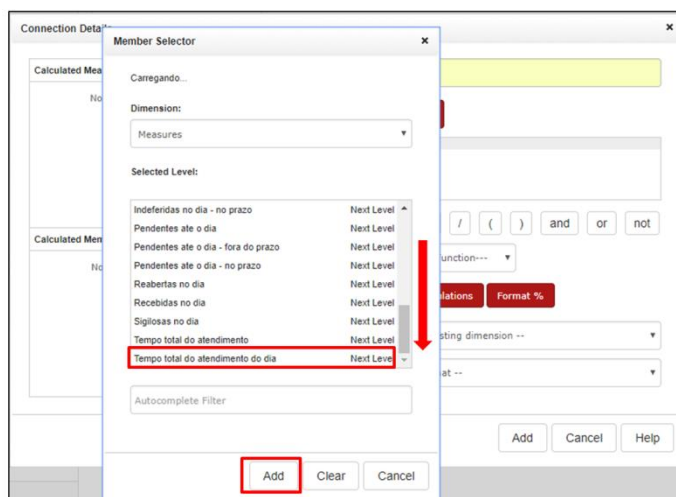 Connection Details
×
Member Selector
×
Calculated Mea
No
Carregando...
Dimension:
Measures
Selected Level:
Indeferidas no dia - no prazo Next Level
Pendentes ate o dia Next Level
Pendentes ate o dia - fora do prazo Next Level
Pendentes ate o dia - no prazo Next Level
Reabertas no dia Next Level
Recebidas no dia Next Level
Sigilosas no dia Next Level
Tempo total do atendimento Next Level
Tempo total do atendimento do dia Next Level
Autocomplete Filter
Add Clear Cancel
Calculated Mem
No
/ ( ) and or not
unction---
ulations Format %
sting dimension --
at --
Add Cancel Help